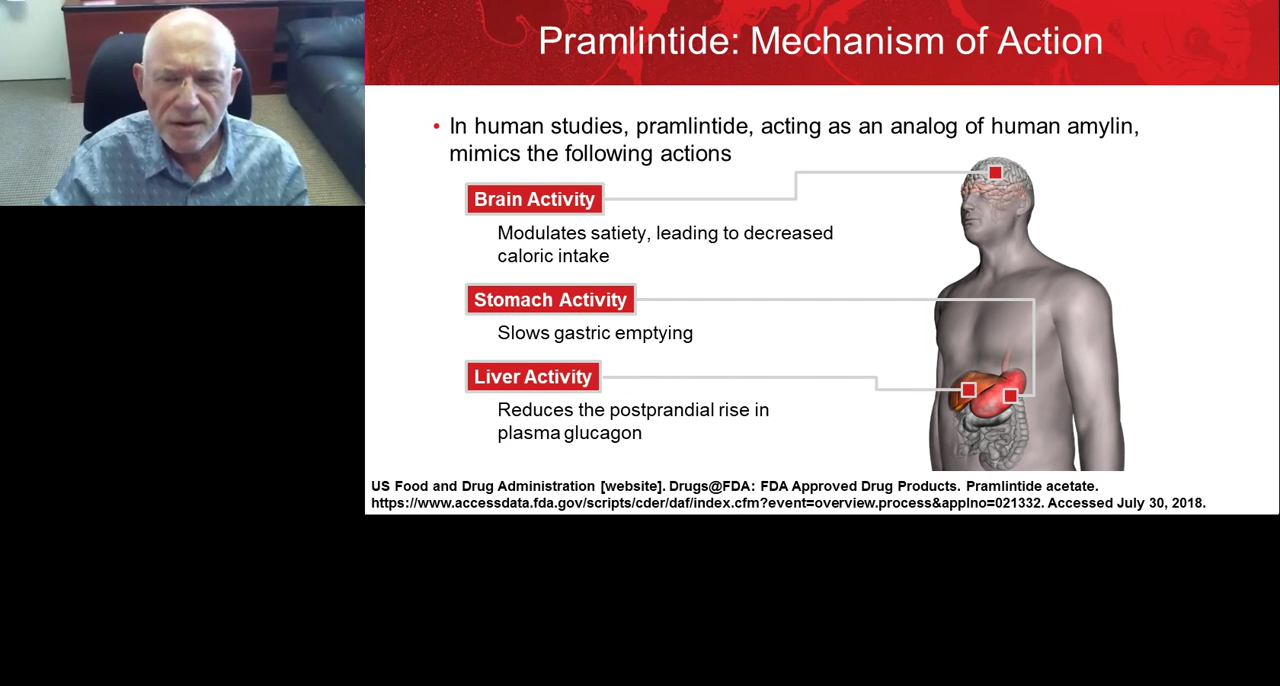 Pramlintide: Mechanism of Action
• In human studies, pramlintide, acting as an analog of human amylin,
mimics the following actions
Brain Activity
Modulates satiety, leading to decreased
caloric intake
Stomach Activity
Slows gastric emptying
Liver Activity
Reduces the postprandial rise in
plasma glucagon
US Food and Drug Administration [website]. Drugs@FDA: FDA Approved Drug Products. Pramlintide acetate.
https://www.accessdata.fda.gov/scripts/cder/daf/index.cfm?event=overview.process&applno=021332. Accessed July 30, 2018.